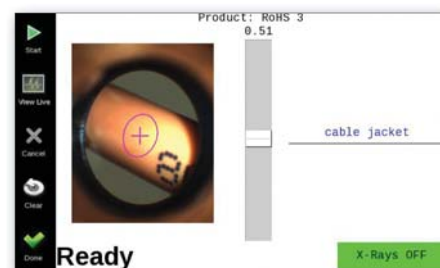 Product: RoHS 3
0.51
Start
View Live
Cancel
Clear
Done
cable jacket
Ready
X-Rays OFF